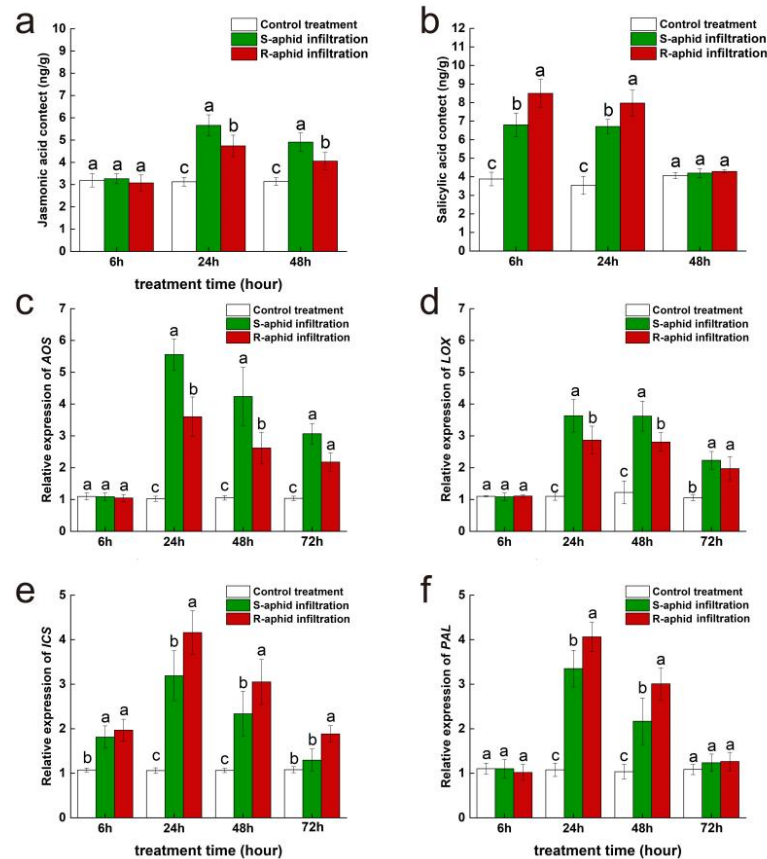 a
Control treatment
S-aphid infiltration
R-aphid infiltration
Jasmonic acid contect (ng/g)
10
9
8
7
6
5
4
3
2
1
0
a a a
c a b
c a b
6h 24h 48h
treatment time (hour)
b
Control treatment
S-aphid infiltration
R-aphid infiltration
Salicylic acid contect (ng/g)
12
11
10
9
8
7
6
5
4
3
2
1
0
c b a
c b a
a a a
6h 24h 48h
c
Control treatment
S-aphid infiltration
R-aphid infiltration
Relative expression of AOS
7
6
5
4
3
2
1
0
a a a
c a b
c a b
c a b
6h 24h 48h 72h
d
Control treatment
S-aphid infiltration
R-aphid infiltration
Relative expression of LOX
7
6
5
4
3
2
1
0
a a a
c a b
c a b
b a a
6h 24h 48h 72h
e
Control treatment
S-aphid infiltration
R-aphid infiltration
Relative expression of ICS
5
4
3
2
1
0
b a a
c b a
c b a
b b a
6h 24h 48h 72h
treatment time (hour)
f
Control treatment
S-aphid infiltration
R-aphid infiltration
Relative expression of PAL
5
4
3
2
1
0
a a a
c b a
c b a
a a a
6h 24h 48h 72h
treatment time (hour)